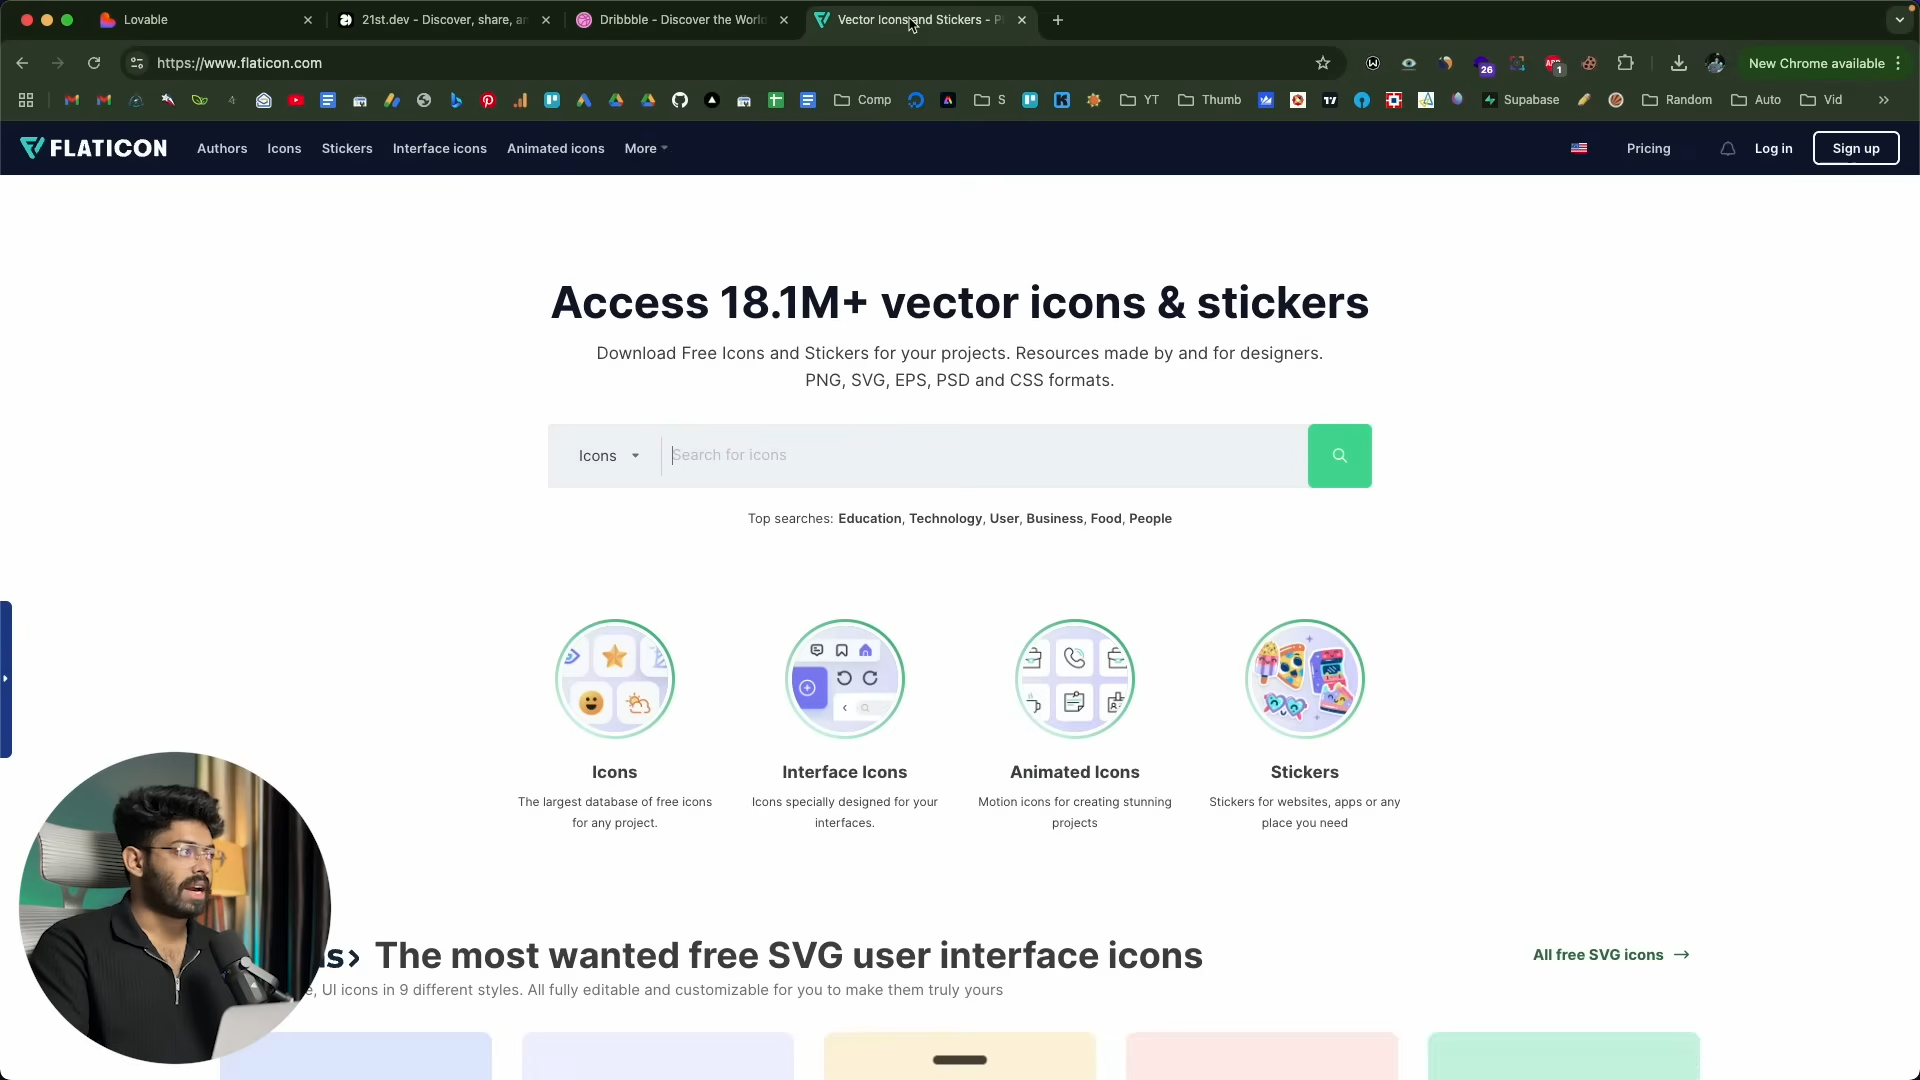 Lovable
21st.dev - Discover, share, an
Dribbble - Discover the World
Vector Icons and Stickers - P
https://www.flaticon.com
26
1
New Chrome available
4
Comp
S
YT
Thumb
Supabase
Random
Auto
Vid
FLATICON
Authors
Icons
Stickers
Interface icons
Animated icons
More
Pricing
Log in
Sign up
Access 18.1M+ vector icons & stickers
Download Free Icons and Stickers for your projects. Resources made by and for designers.
PNG, SVG, EPS, PSD and CSS formats.
Icons
Search for icons
Top searches: Education, Technology, User, Business, Food, People
Icons
The largest database of free icons
for any project.
Interface Icons
Icons specially designed for your
interfaces.
Animated Icons
Motion icons for creating stunning
projects
Stickers
Stickers for websites, apps or any
place you need
The most wanted free SVG user interface icons
All free SVG icons →
, UI icons in 9 different styles. All fully editable and customizable for you to make them truly yours